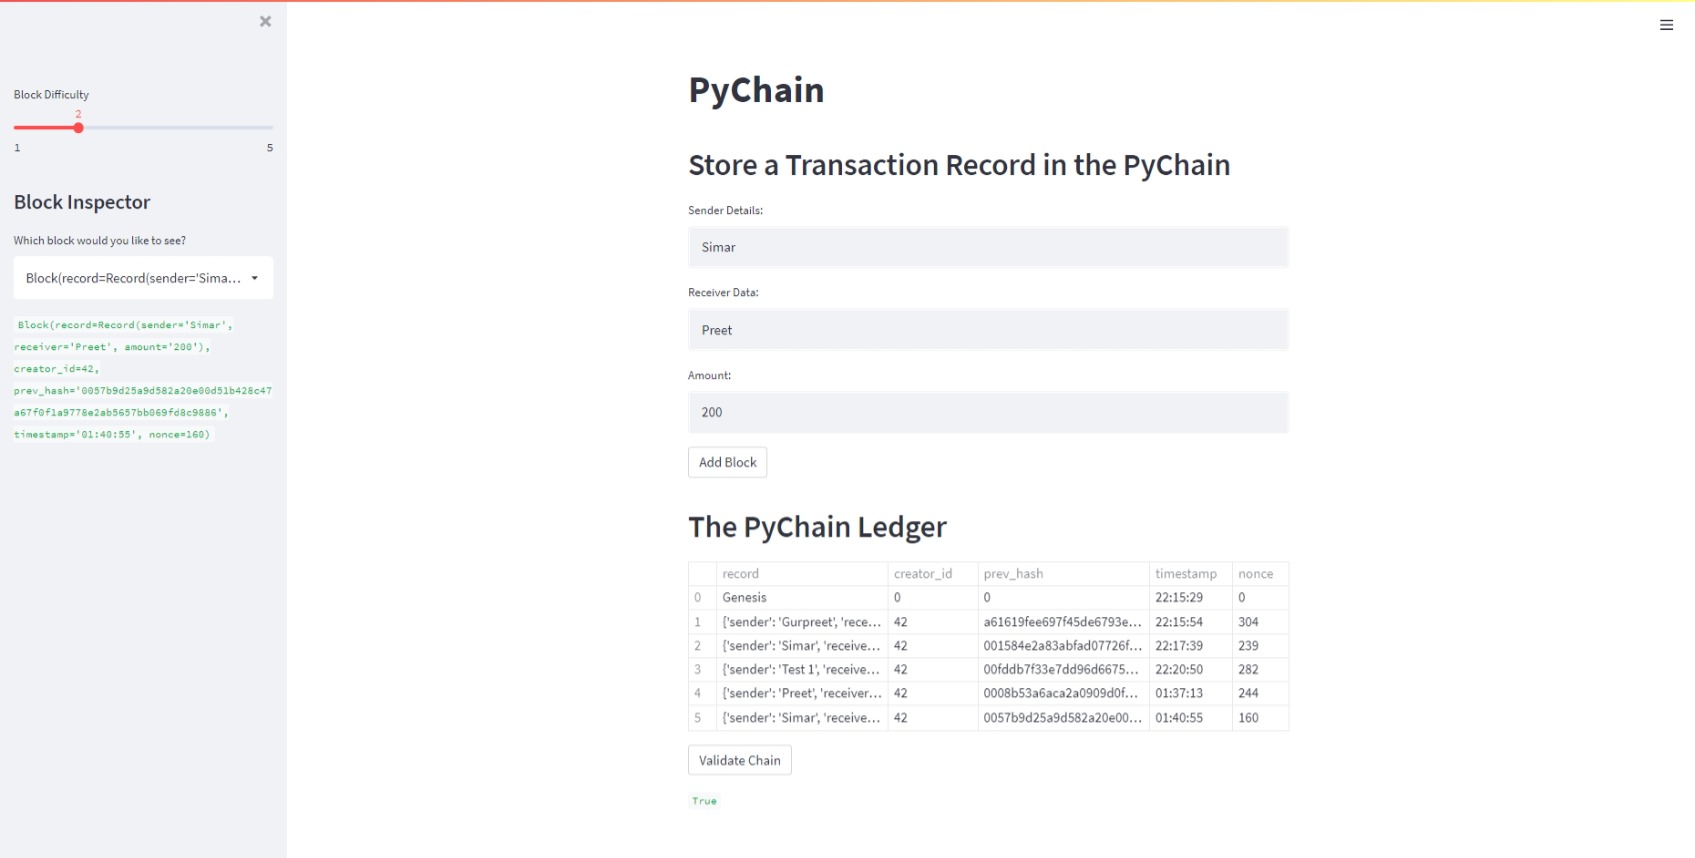 Block Difficulty
2
1 5
Block Inspector
Which block would you like to see?
Block(record=Record(sender='Sima...
Block(record=Record(sender='Simar',
receiver='Preet', amount='200'),
creator_id=42,
prev_hash='0057b9d25a9d582a20e00d51b428c47
a67f0f1a9778e2ab5657bb069fd8c9886',
timestamp='01:40:55', nonce=160)
PyChain
Store a Transaction Record in the PyChain
Sender Details:
Simar
Receiver Data:
Preet
Amount:
200
Add Block
The PyChain Ledger
record creator_id prev_hash timestamp nonce
0 Genesis 0 0 22:15:29 0
1 {'sender': 'Gurpreet', 'rece... 42 a61619fee697f45de6793e... 22:15:54 304
2 {'sender': 'Simar', 'receive... 42 001584e2a83abfad07726f... 22:17:39 239
3 {'sender': 'Test 1', 'receive... 42 00fddb7f33e7dd96d6675... 22:20:50 282
4 {'sender': 'Preet', 'receiver... 42 0008b53a6aca2a0909d0f... 01:37:13 244
5 {'sender': 'Simar', 'receive... 42 0057b9d25a9d582a20e00... 01:40:55 160
Validate Chain
True